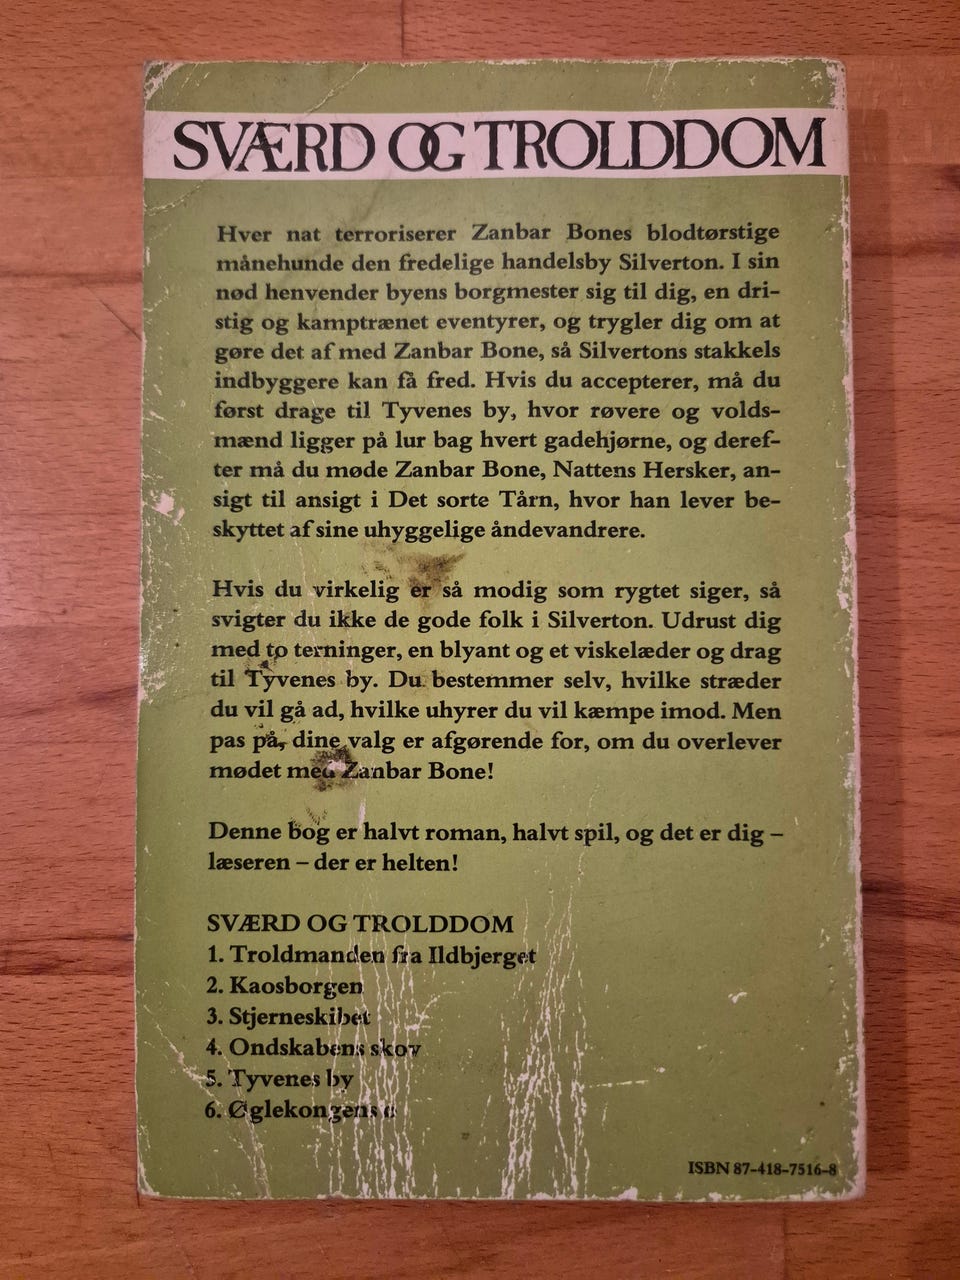 SVÆRD OG TROLDDOM
Hver nat terroriserer Zanbar Bones blodtørstige
månehunde den fredelige handelsby Silverton. I sin
nød henvender byens borgmester sig til dig, en dri-
stig og kamptrænet eventyrer, og trygler dig om at
gøre det af med Zanbar Bone, så Silvertons stakkels
indbyggere kan få fred. Hvis du accepterer, må du
først drage til Tyvenes by, hvor røvere og volds-
mænd ligger på lur bag hvert gadehjørne, og deref-
ter må du møde Zanbar Bone, Nattens Hersker, an-
sigt til ansigt i Det sorte Tårn, hvor han lever be-
skyttet af sine uhyggelige åndevandrere.
Hvis du virkelig er så modig som rygtet siger, så
svigter du ikke de gode folk i Silverton. Udrust dig
med to terninger, en blyant og et viskelæder og drag
til Tyvenes by. Du bestemmer selv, hvilke stræder
du vil gå ad, hvilke uhyrer du vil kæmpe imod. Men
pas på, dine valg er afgørende for, om du overlever
mødet med Zanbar Bone!
Denne bog er halvt roman, halvt spil, og det er dig –
læseren – der er helten!
SVÆRD OG TROLDDOM
1. Troldmanden fra Ildbjerget
2. Kaosborgen
3. Stjerneskibet
4. Ondskabens skov
5. Tyvenes by
6. Øglekongens
ISBN 87-418-7516-8